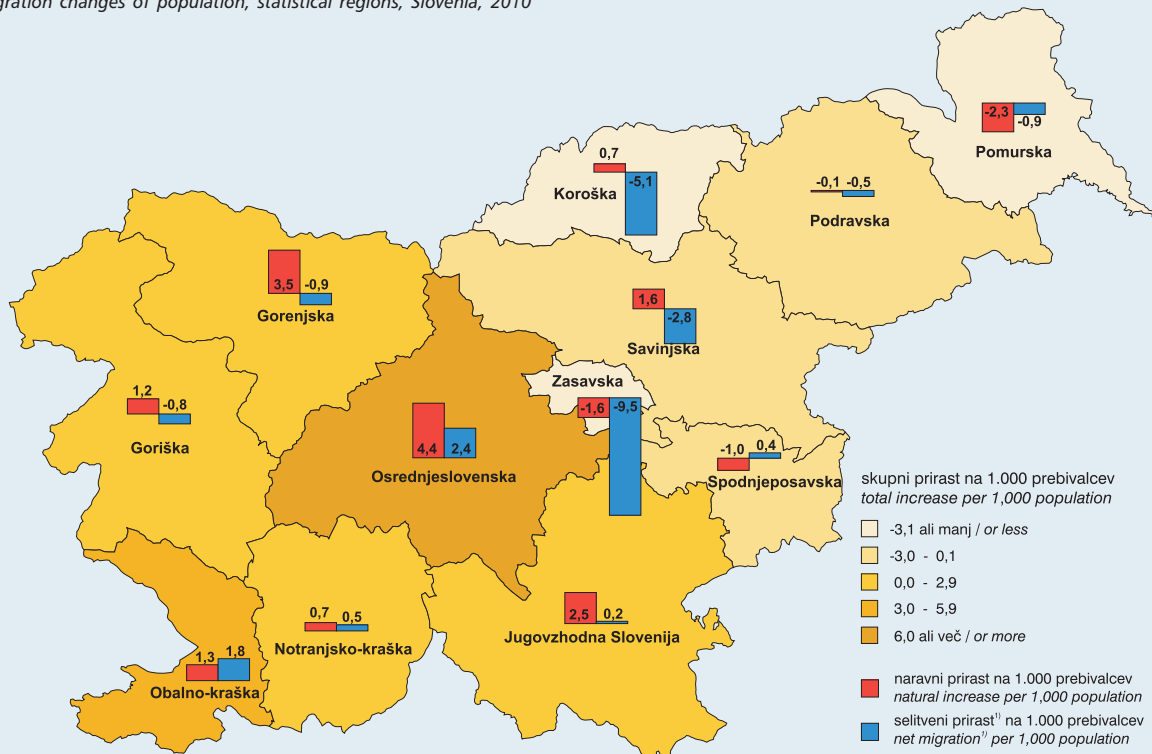 gration changes of population, statistical regions, Slovenia, 2010
-2,3
-0,9
Pomurska
0,7
-5,1
Koroška
-0,1 -0,5
Podravska
3,5 -0,9
Gorenjska
1,6
-2,8
Savinjska
Zasavska
-1,6 -9,5
1,2
-0,8
Goriška
4,4 2,4
Osrednjeslovenska
-1,0 0,4
Spodnjeposavska
2,5 0,2
Jugovzhodna Slovenija
0,7 0,5
Notranjsko-kraška
1,3 1,8
Obalno-kraška
skupni prirast na 1.000 prebivalcev
total increase per 1,000 population
-3,1 ali manj / or less
-3,0 - 0,1
0,0 - 2,9
3,0 - 5,9
6,0 ali več / or more
naravni prirast na 1.000 prebivalcev
natural increase per 1,000 population
selitveni prirast¹⁾ na 1.000 prebivalcev
net migration¹⁾ per 1,000 population